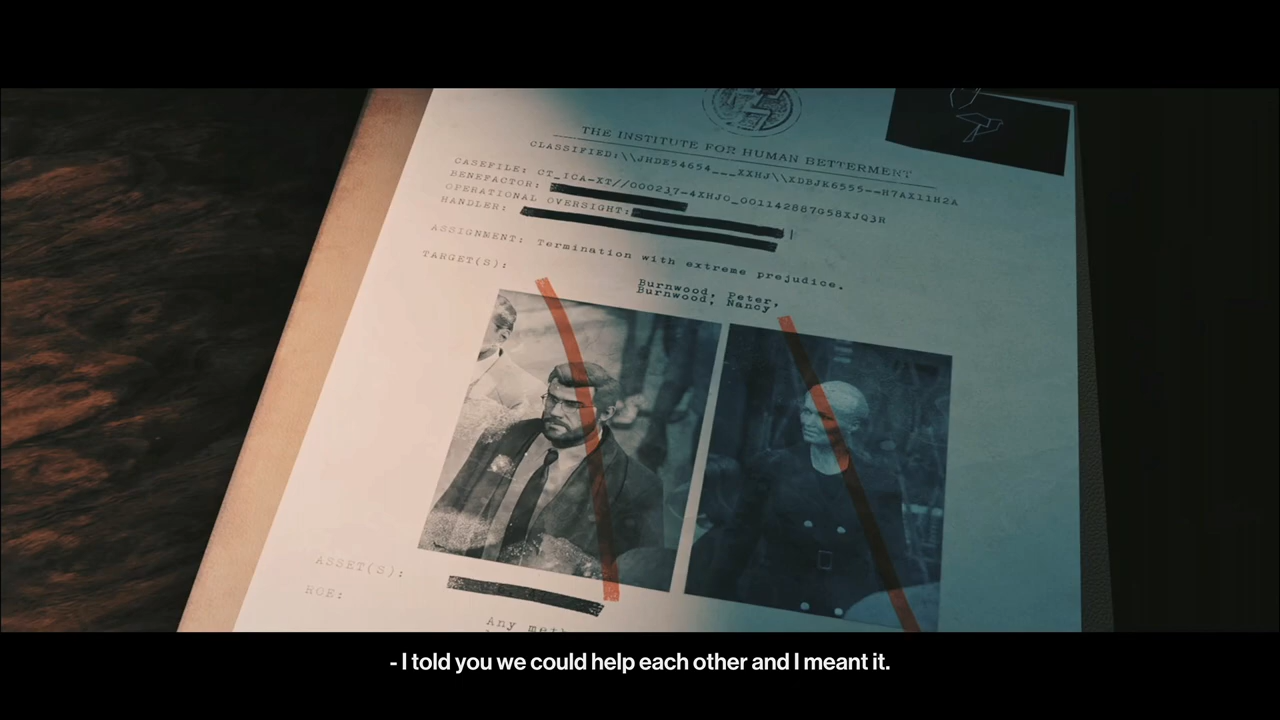 THE INSTITUTE FOR HUMAN BETTERMENT
CLASSIFIED:\\JHDE54654___XXHJ\\XDBJK6555--H7AX11H2A
CASEFILE: CT_ICA-XT//000237-4XHJO_001142887058XJQ3R
BENEFACTOR:
OPERATIONAL OVERSIGHT:
HANDLER:
ASSIGNMENT: Termination with extreme prejudice.
TARGET(S):
Burnwood, Peter,
Burnwood, Nancy
ASSET(S):
ROE:
Any
- I told you we could help each other and I meant it.